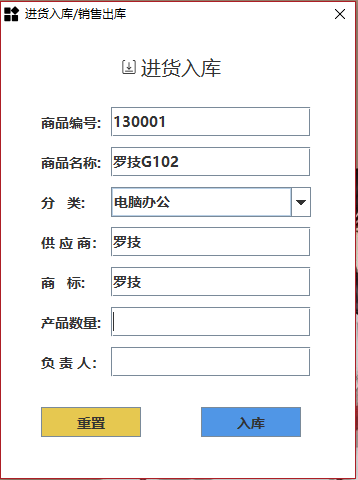 进货入库/销售出库
进货入库
商品编号: 130001
商品名称: 罗技G102
分 类: 电脑办公
供 应 商: 罗技
商 标: 罗技
产品数量:
负 责 人:
重置 入库